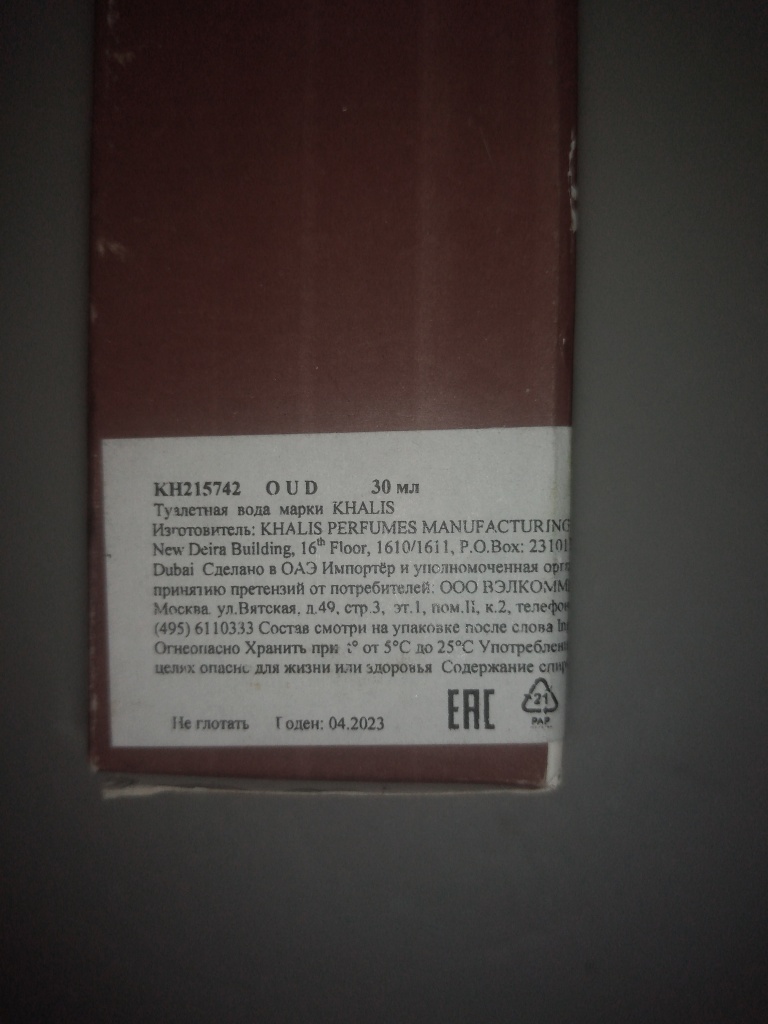 KH215742 OUD 30 мл
Туалетная вода марки KHALIS
Изготовитель: KHALIS PERFUMES MANUFACTURING
New Deira Building, 16th Floor, 1610/1611, P.O.Box: 23101
Dubai Сделано в ОАЭ Импортёр и уполномоченная
принятию претензий от потребителей: ООО ВЭЛКОММ
Москва, ул.Вятская, д.49, стр.3, эт.1, пом.II, к.2, телефон
(495) 6110333 Состав смотри на упаковке после слова
Огнеопасно Хранить при t° от 5°C до 25°C
целях опасно для жизни или здоровья Содержание
Не глотать Годен: 04.2023
EAC
21
PAP